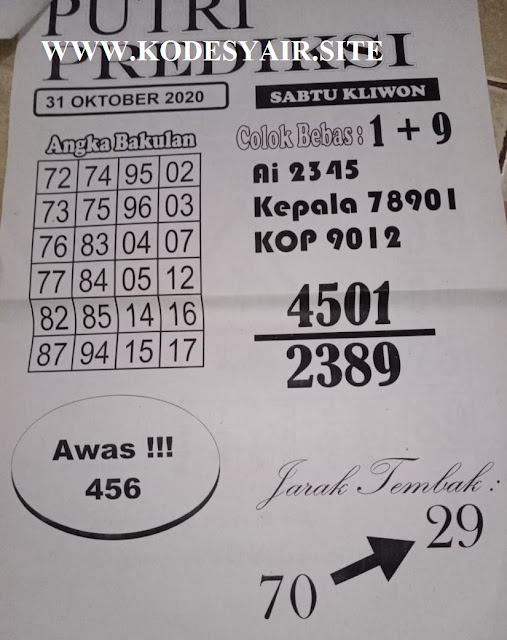 PUTRI
WWW.KODESYAIR.SITE
PREDIKSI
31 OKTOBER 2020
SABTU KLIWON
Angka Bakulan
72 74 95 02
73 75 96 03
76 83 04 07
77 84 05 12
82 85 14 16
87 94 15 17
Colok Bebas : 1 + 9
Ai 2345
Kepala 78901
KOP 9012
4501
2389
Awas !!!
456
Jarak Tembak :
29
70